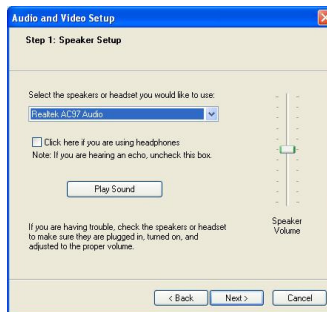 Audio and Video Setup
Step 1: Speaker Setup
Select the speakers or headset you would like to use:
Realtek AC97 Audio
Click here if you are using headphones
Note: If you are hearing an echo, uncheck this box.
Play Sound
If you are having trouble, check the speakers or headset
to make sure they are plugged in, turned on, and
adjusted to the proper volume.
Speaker
Volume
< Back
Next >
Cancel